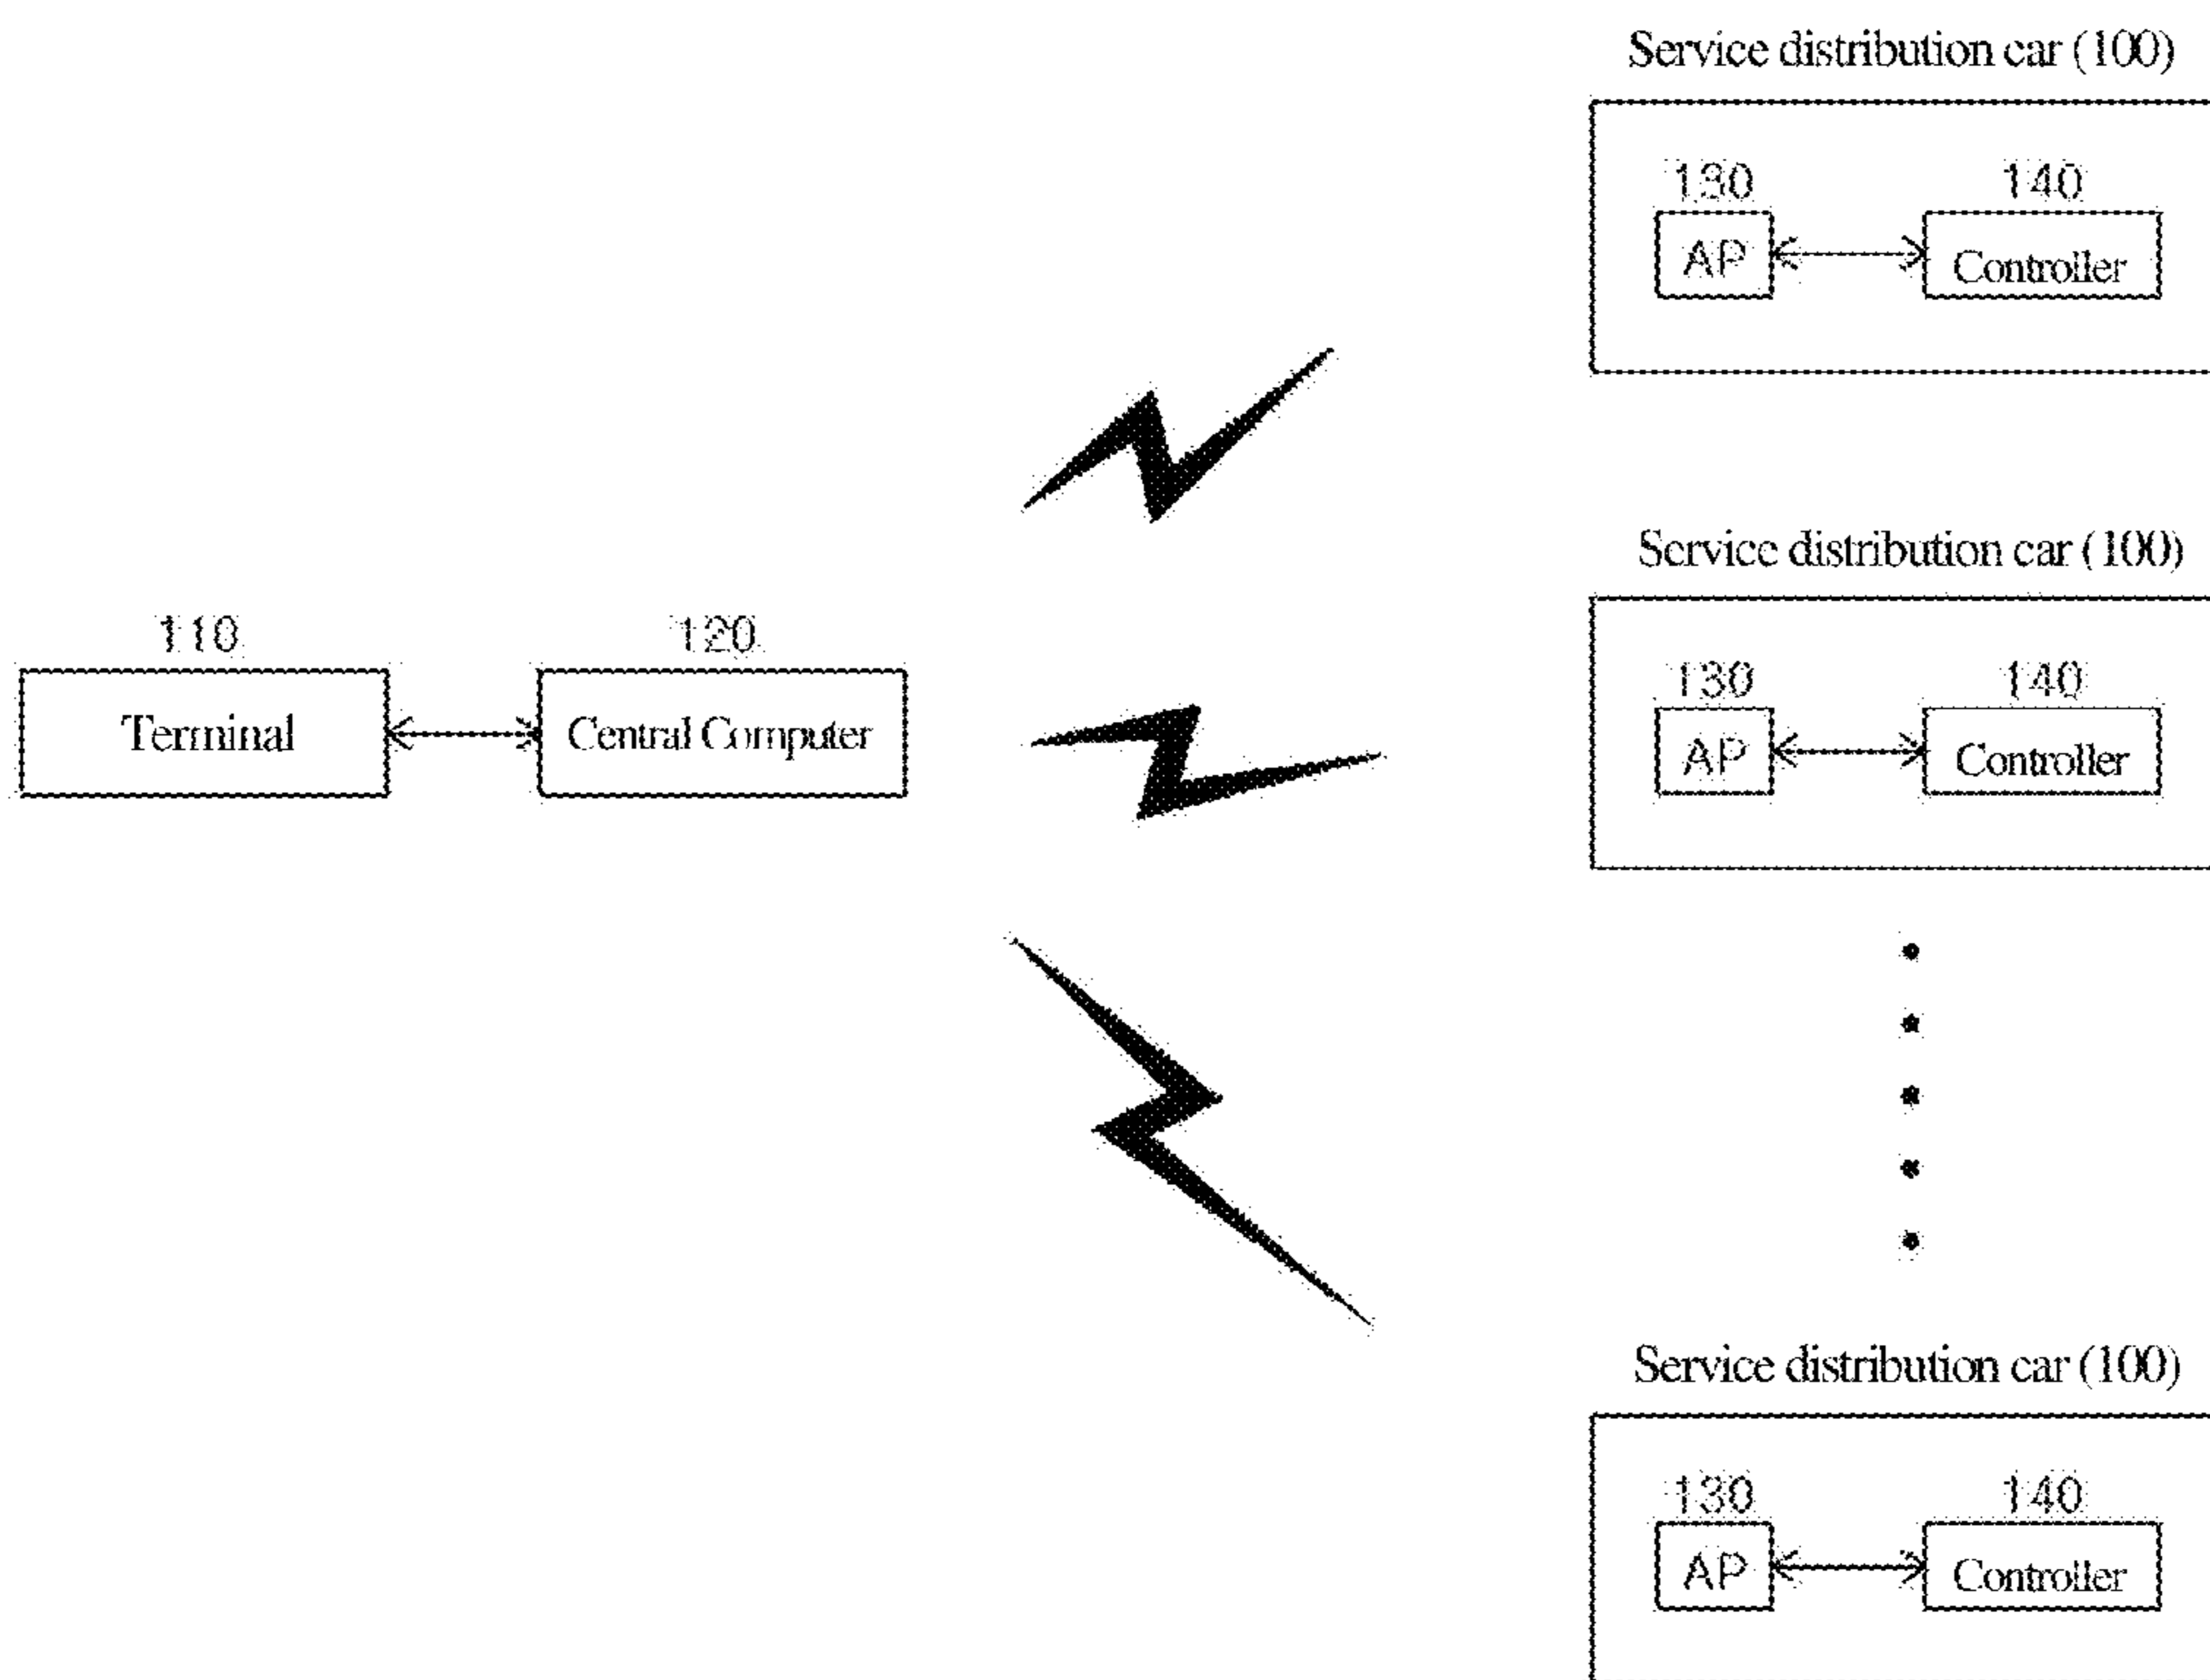 Service distribution car (100)
130 140
AP Controller
Service distribution car (100)
110 120
130 140
Terminal Central Computer
AP Controller
Service distribution car (100)
130 140
AP Controller